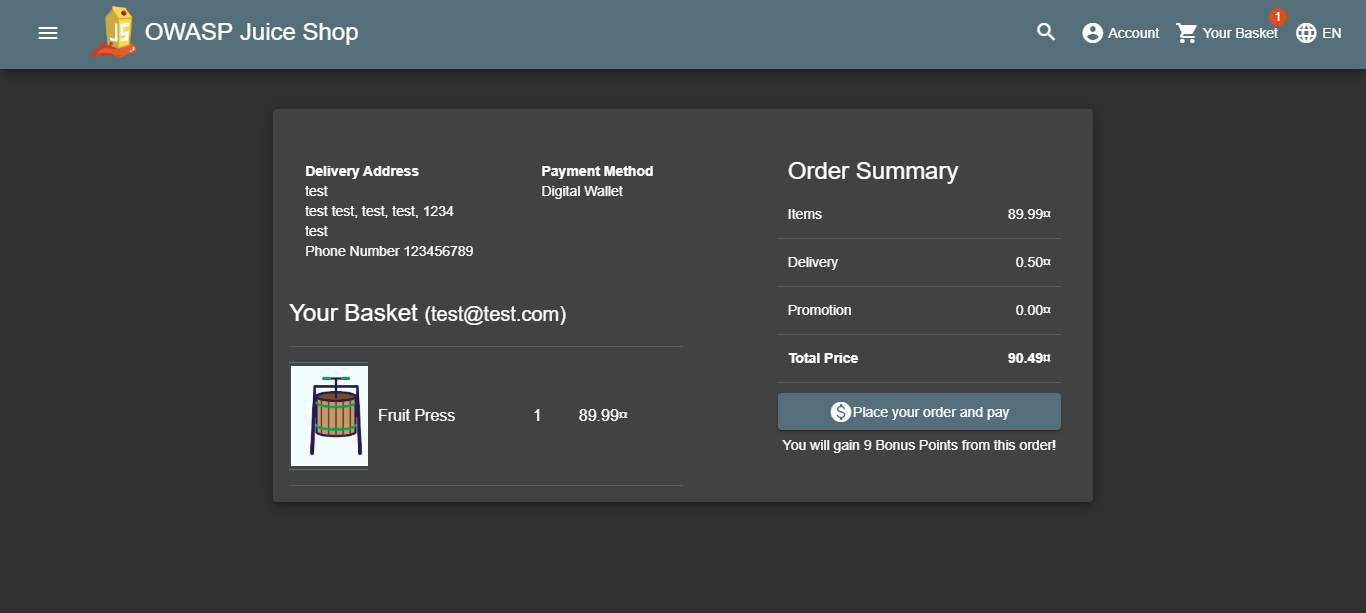 JS
OWASP Juice Shop
Account
Your Basket
1
EN
Delivery Address
test
test test, test, test, 1234
test
Phone Number 123456789
Payment Method
Digital Wallet
Your Basket (test@test.com)
Fruit Press 1 89.99¤
Order Summary
Items 89.99¤
Delivery 0.50¤
Promotion 0.00¤
Total Price 90.49¤
$ Place your order and pay
You will gain 9 Bonus Points from this order!